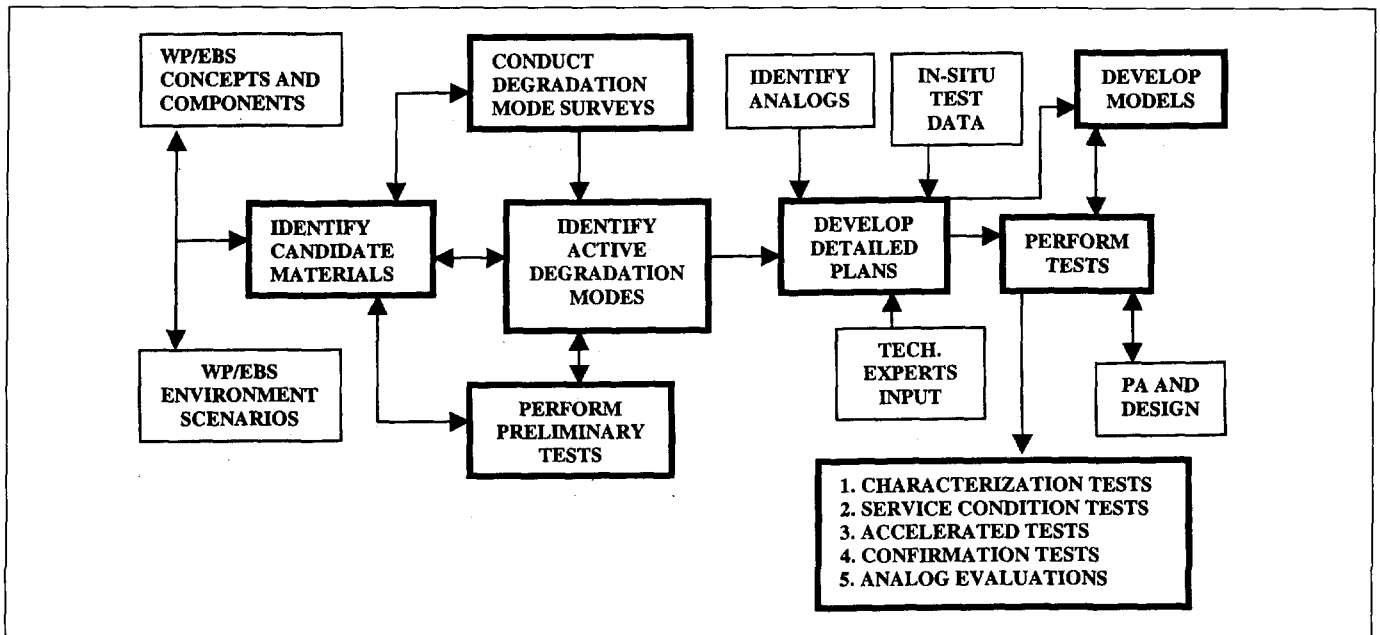 WP/EBS
CONCEPTS AND
COMPONENTS
CONDUCT
DEGRADATION
MODE SURVEYS
IDENTIFY
ANALOGS
IN-SITU
TEST
DATA
DEVELOP
MODELS
IDENTIFY
CANDIDATE
MATERIALS
IDENTIFY
ACTIVE
DEGRADATION
MODES
DEVELOP
DETAILED
PLANS
PERFORM
TESTS
WP/EBS
ENVIRONMENT
SCENARIOS
PERFORM
PRELIMINARY
TESTS
TECH.
EXPERTS
INPUT
PA AND
DESIGN
1. CHARACTERIZATION TESTS
2. SERVICE CONDITION TESTS
3. ACCELERATED TESTS
4. CONFIRMATION TESTS
5. ANALOG EVALUATIONS